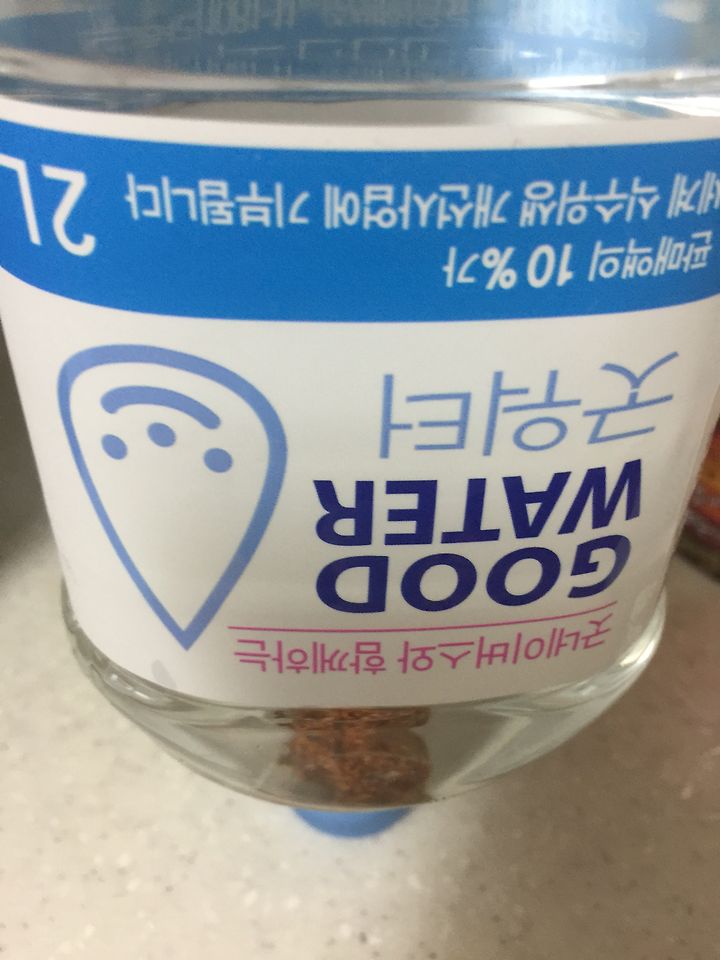 굿네이버스와 함께하는
GOOD
WATER
굿워터
판매액의 10%가
세계 식수위생 개선사업에 기부됩니다
2L